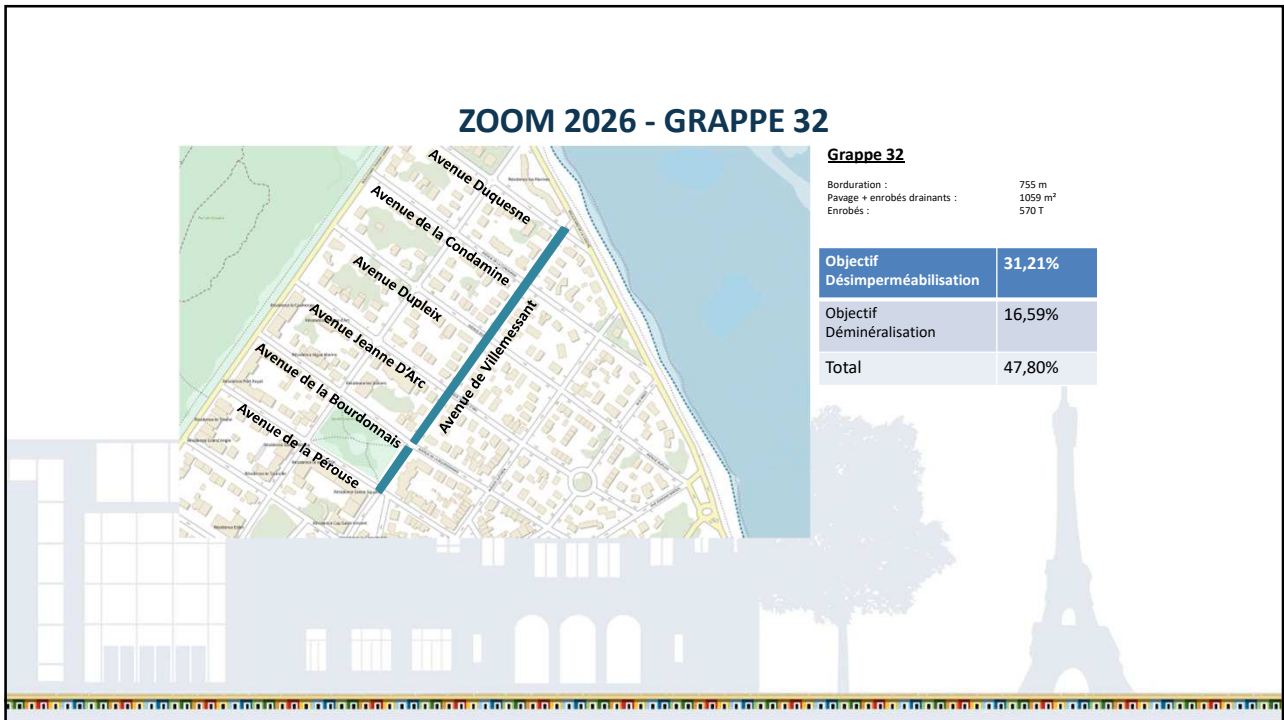 ZOOM 2026 - GRAPPE 32
Avenue Duquesne
Avenue de la Condamine
Avenue Dupleix
Avenue Jeanne D'Arc
Avenue de la Bourdonnais
Avenue de la Pérouse
Avenue de Villemessant
Grappe 32
Borduration : 755 m
Pavage + enrobés drainants : 1059 m²
Enrobés : 570 T
Objectif 31,21%
Désimperméabilisation
Objectif 16,59%
Déminéralisation
Total 47,80%